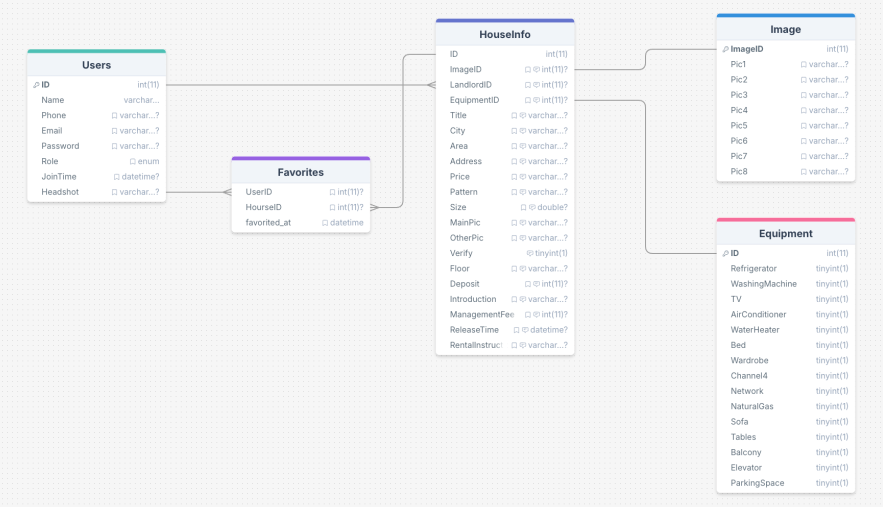 Users
ID int(11)
Name varchar...
Phone varchar...?
Email varchar...?
Password varchar...?
Role enum
JoinTime datetime?
Headshot varchar...?
Favorites
UserID int(11)?
HourseID int(11)?
favorited_at datetime
HouseInfo
ID int(11)
ImageID int(11)?
LandlordID int(11)?
EquipmentID int(11)?
Title varchar...?
City varchar...?
Area varchar...?
Address varchar...?
Price varchar...?
Pattern varchar...?
Size double?
MainPic varchar...?
OtherPic varchar...?
Verify tinyint(1)
Floor varchar...?
Deposit int(11)?
Introduction varchar...?
ManagementFee int(11)?
ReleaseTime datetime?
RentalInstruc varchar...?
Image
ImageID int(11)
Pic1 varchar...?
Pic2 varchar...?
Pic3 varchar...?
Pic4 varchar...?
Pic5 varchar...?
Pic6 varchar...?
Pic7 varchar...?
Pic8 varchar...?
Equipment
ID int(11)
Refrigerator tinyint(1)
WashingMachine tinyint(1)
TV tinyint(1)
AirConditioner tinyint(1)
WaterHeater tinyint(1)
Bed tinyint(1)
Wardrobe tinyint(1)
Channel4 tinyint(1)
Network tinyint(1)
NaturalGas tinyint(1)
Sofa tinyint(1)
Tables tinyint(1)
Balcony tinyint(1)
Elevator tinyint(1)
ParkingSpace tinyint(1)